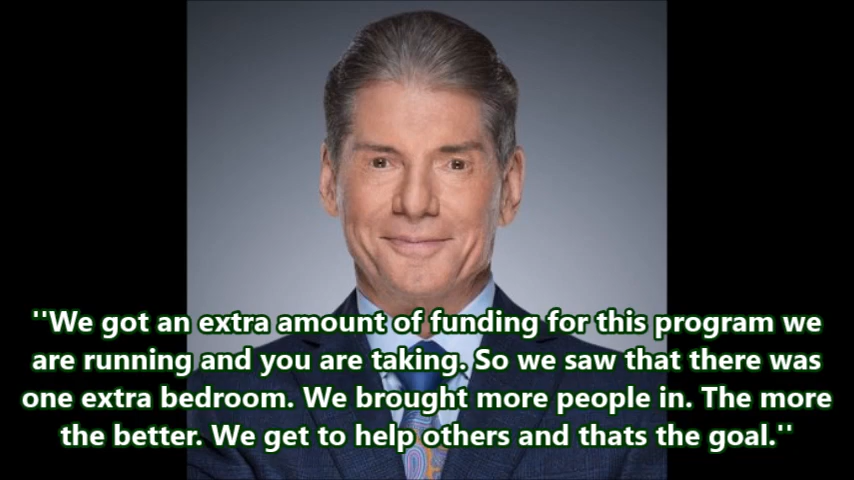 ''We got an extra amount of funding for this program we
are running and you are taking. So we saw that there was
one extra bedroom. We brought more people in. The more
the better. We get to help others and thats the goal.''